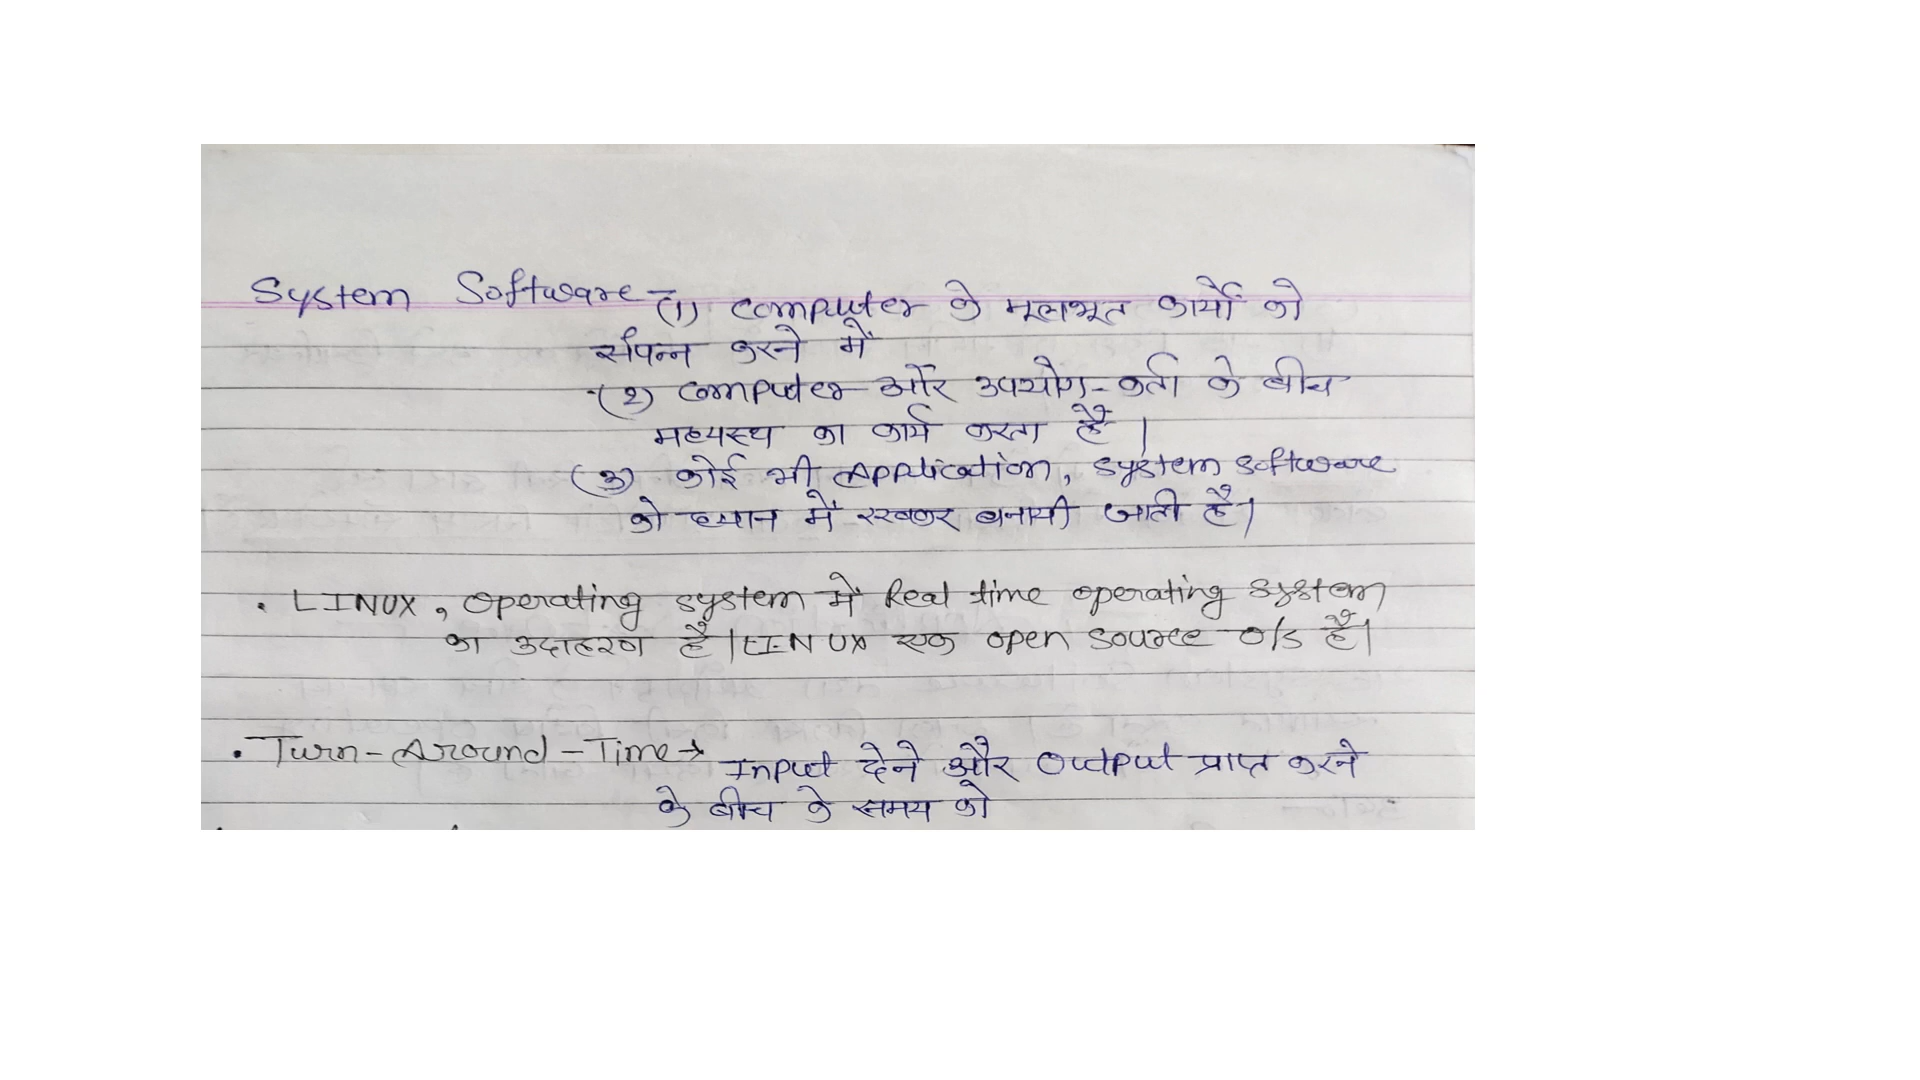 System Software - (1) Computer के मूलभूत कार्यों को
संपन्न करने में
(२) Computer और उपयोग-कर्ता के बीच
मध्यस्थ का कार्य करता है ।
(३) कोई भी Application, system software
को ध्यान में रखकर बनायी जाती है।
• LINUX, operating system में Real time operating system
का उदाहरण है। LINUX एक open source o/s है।
• Turn-Around-Time → Input देने और output प्राप्त करने
के बीच के समय को